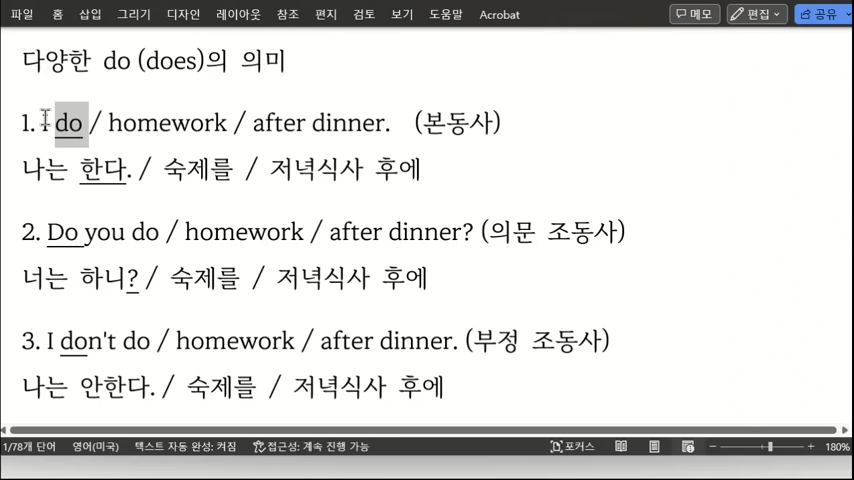 파일 홈 삽입 그리기 디자인 레이아웃 참조 편지 검토 보기 도움말 Acrobat 메모 편집 공유
다양한 do (does)의 의미
1. I do / homework / after dinner. (본동사)
나는 한다. / 숙제를 / 저녁식사 후에
2. Do you do / homework / after dinner? (의문 조동사)
너는 하니? / 숙제를 / 저녁식사 후에
3. I don't do / homework / after dinner. (부정 조동사)
나는 안한다. / 숙제를 / 저녁식사 후에
1/78개 단어 영어(미국) 텍스트 자동 완성: 켜짐 접근성: 계속 진행 가능 포커스 180%